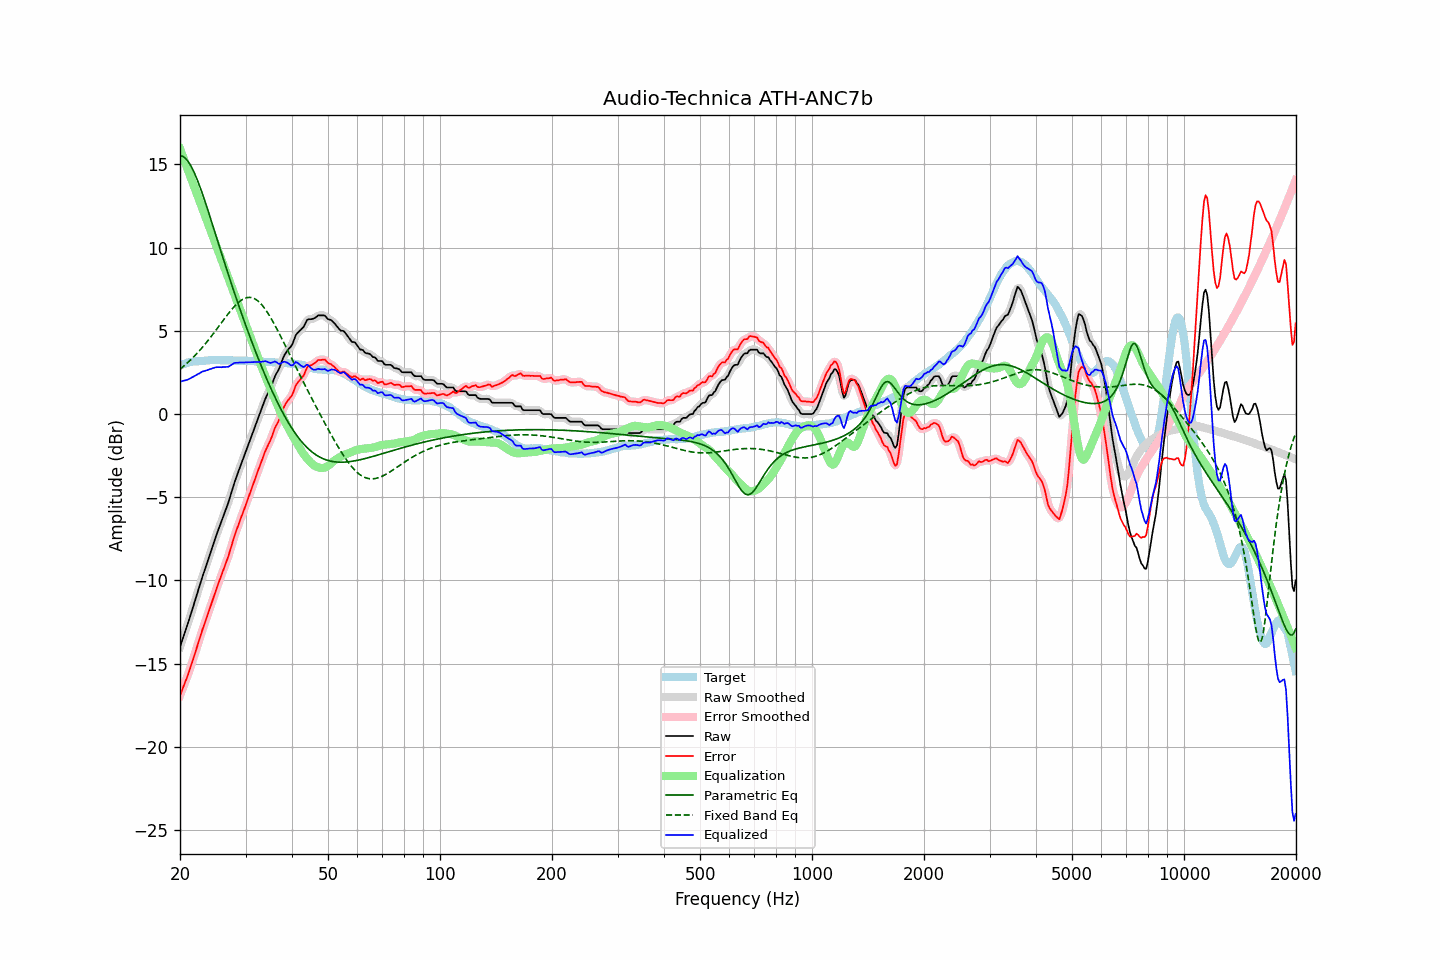 Audio-Technica ATH-ANC7b
Amplitude (dBr)
15
10
5
0
−5
−10
−15
−20
−25
Target
Raw Smoothed
Error Smoothed
Raw
Error
Equalization
Parametric Eq
Fixed Band Eq
Equalized
20 50 100 200 500 1000 2000 5000 10000 20000
Frequency (Hz)